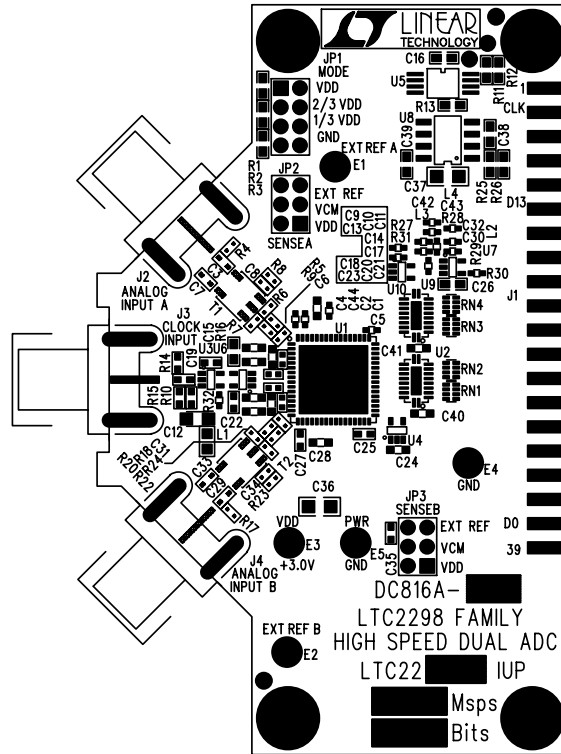 LINEAR
TECHNOLOGY
JP1
MODE
VDD
2/3 VDD
1/3 VDD
GND
C16
U5
R11
R12
R13
1
CLK
U8
C39
C38
EXT REF A
E1
R1
R2
R3
JP2
EXT REF
VCM
VDD
SENSEA
C37
L4
C43
C42
R25
R26
D13
C9
C13
C10
C11
C14
C17
C18
C23
C20
C21
R27
R31
L3
R28
C32
C30
L2
U7
R30
U10
U9
J2
ANALOG
INPUT A
C7
C3
R4
T1
C8
R8
R9
R5
C6
R6
R7
C44
C4
C1
C2
J1
RN4
RN3
J3
CLOCK
INPUT
R14
C19
C15
R16
U3
U6
U1
C5
C41
U2
RN2
RN1
R15
R10
R32
C12
L1
C22
C40
R20
R18
C31
R24
R22
C33
C29
C34
R23
T2
C27
C28
C25
U4
C24
E4
GND
R17
C36
VDD
E3
+3.0V
PWR
E5
GND
C35
JP3
SENSEB
EXT REF
VCM
VDD
D0
39
J4
ANALOG
INPUT B
DC816A-
LTC2298 FAMILY
HIGH SPEED DUAL ADC
EXT REF B
E2
LTC22 IUP
Msps
Bits